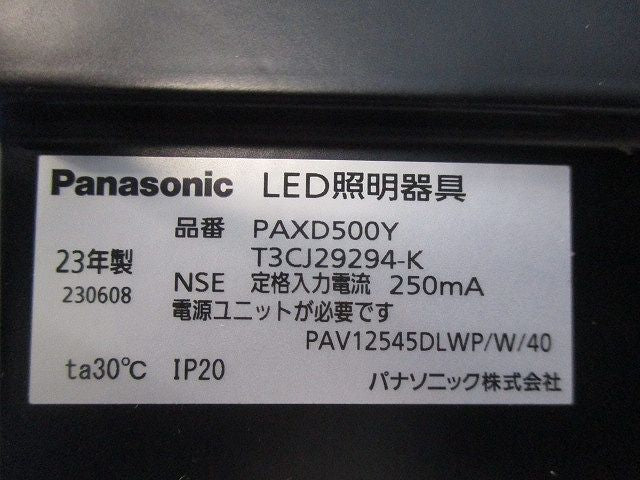 Panasonic LED照明器具
品番 PAXD500Y
23年製 T3CJ29294-K
230608 NSE 定格入力電流 250mA
電源ユニットが必要です
PAV12545DLWP/W/40
ta30℃ IP20 パナソニック株式会社